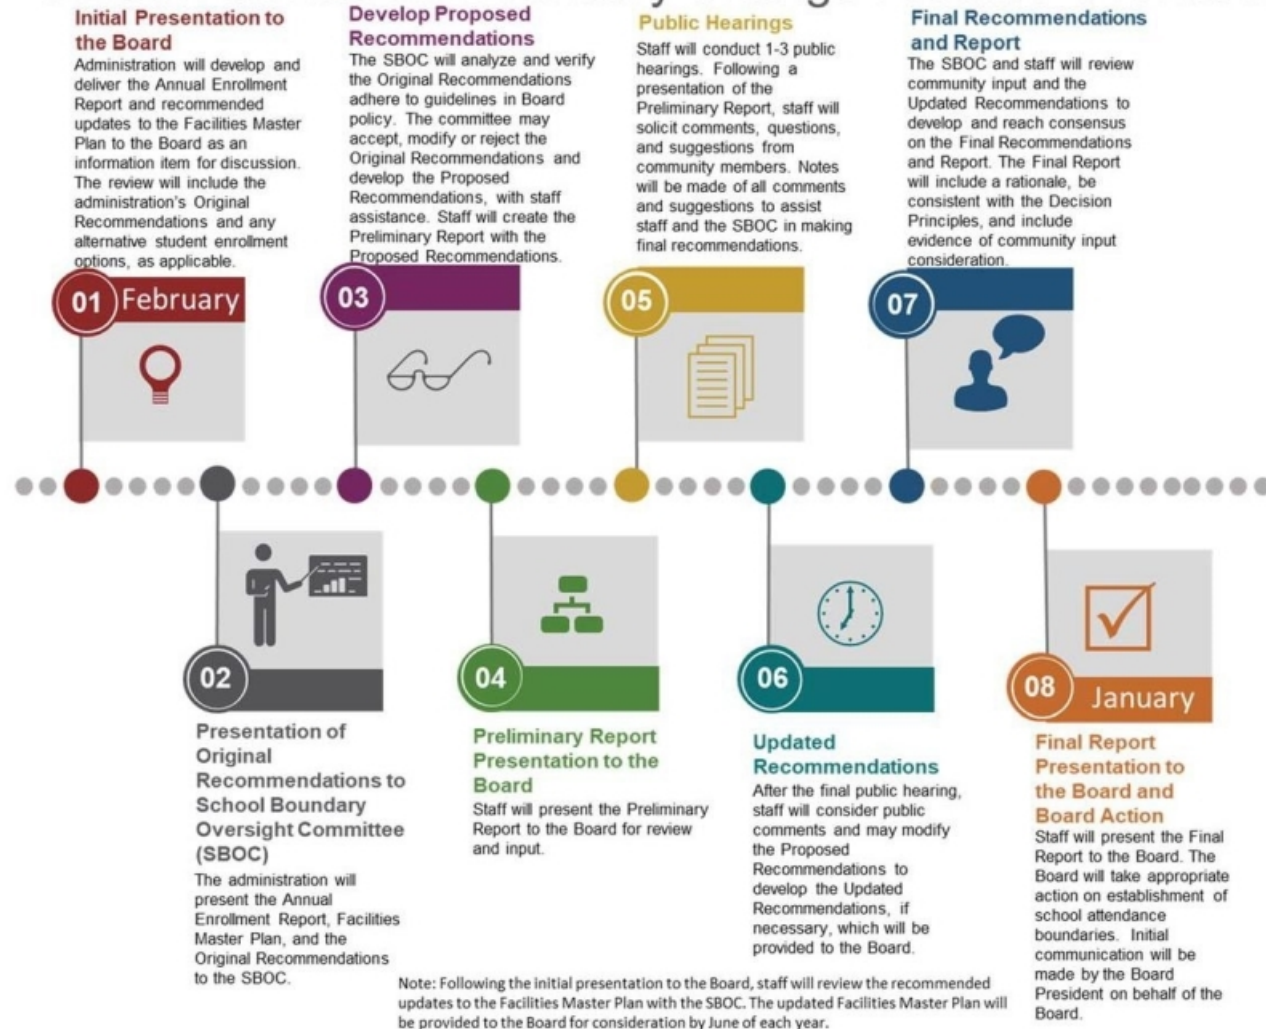 Initial Presentation to
the Board
Administration will develop and
deliver the Annual Enrollment
Report and recommended
updates to the Facilities Master
Plan to the Board as an
information item for discussion.
The review will include the
administration's Original
Recommendations and any
alternative student enrollment
options, as applicable.
01 February
Presentation of
Original
Recommendations to
School Boundary
Oversight Committee
(SBOC)
The administration will
present the Annual
Enrollment Report, Facilities
Master Plan, and the
Original Recommendations
to the SBOC.
02
Develop Proposed
Recommendations
The SBOC will analyze and verify
the Original Recommendations
adhere to guidelines in Board
policy. The committee may
accept, modify or reject the
Original Recommendations and
develop the Proposed
Recommendations, with staff
assistance. Staff will create the
Preliminary Report with the
Proposed Recommendations.
03
04
Preliminary Report
Presentation to the
Board
Staff will present the Preliminary
Report to the Board for review
and input.
Public Hearings
Staff will conduct 1-3 public
hearings. Following a
presentation of the
Preliminary Report, staff will
solicit comments, questions,
and suggestions from
community members. Notes
will be made of all comments
and suggestions to assist
staff and the SBOC in making
final recommendations.
05
06
Updated
Recommendations
After the final public hearing,
staff will consider public
comments and may modify
the Proposed
Recommendations to
develop the Updated
Recommendations, if
necessary, which will be
provided to the Board.
Final Recommendations
and Report
The SBOC and staff will review
community input and the
Updated Recommendations to
develop and reach consensus
on the Final Recommendations
and Report. The Final Report
will include a rationale, be
consistent with the Decision
Principles, and include
evidence of community input
consideration.
07
08 January
Final Report
Presentation to
the Board and
Board Action
Staff will present the Final
Report to the Board. The
Board will take appropriate
action on establishment of
school attendance
boundaries. Initial
communication will be
made by the Board
President on behalf of the
Board.
Note: Following the initial presentation to the Board, staff will review the recommended
updates to the Facilities Master Plan with the SBOC. The updated Facilities Master Plan will
be provided to the Board for consideration by June of each year.